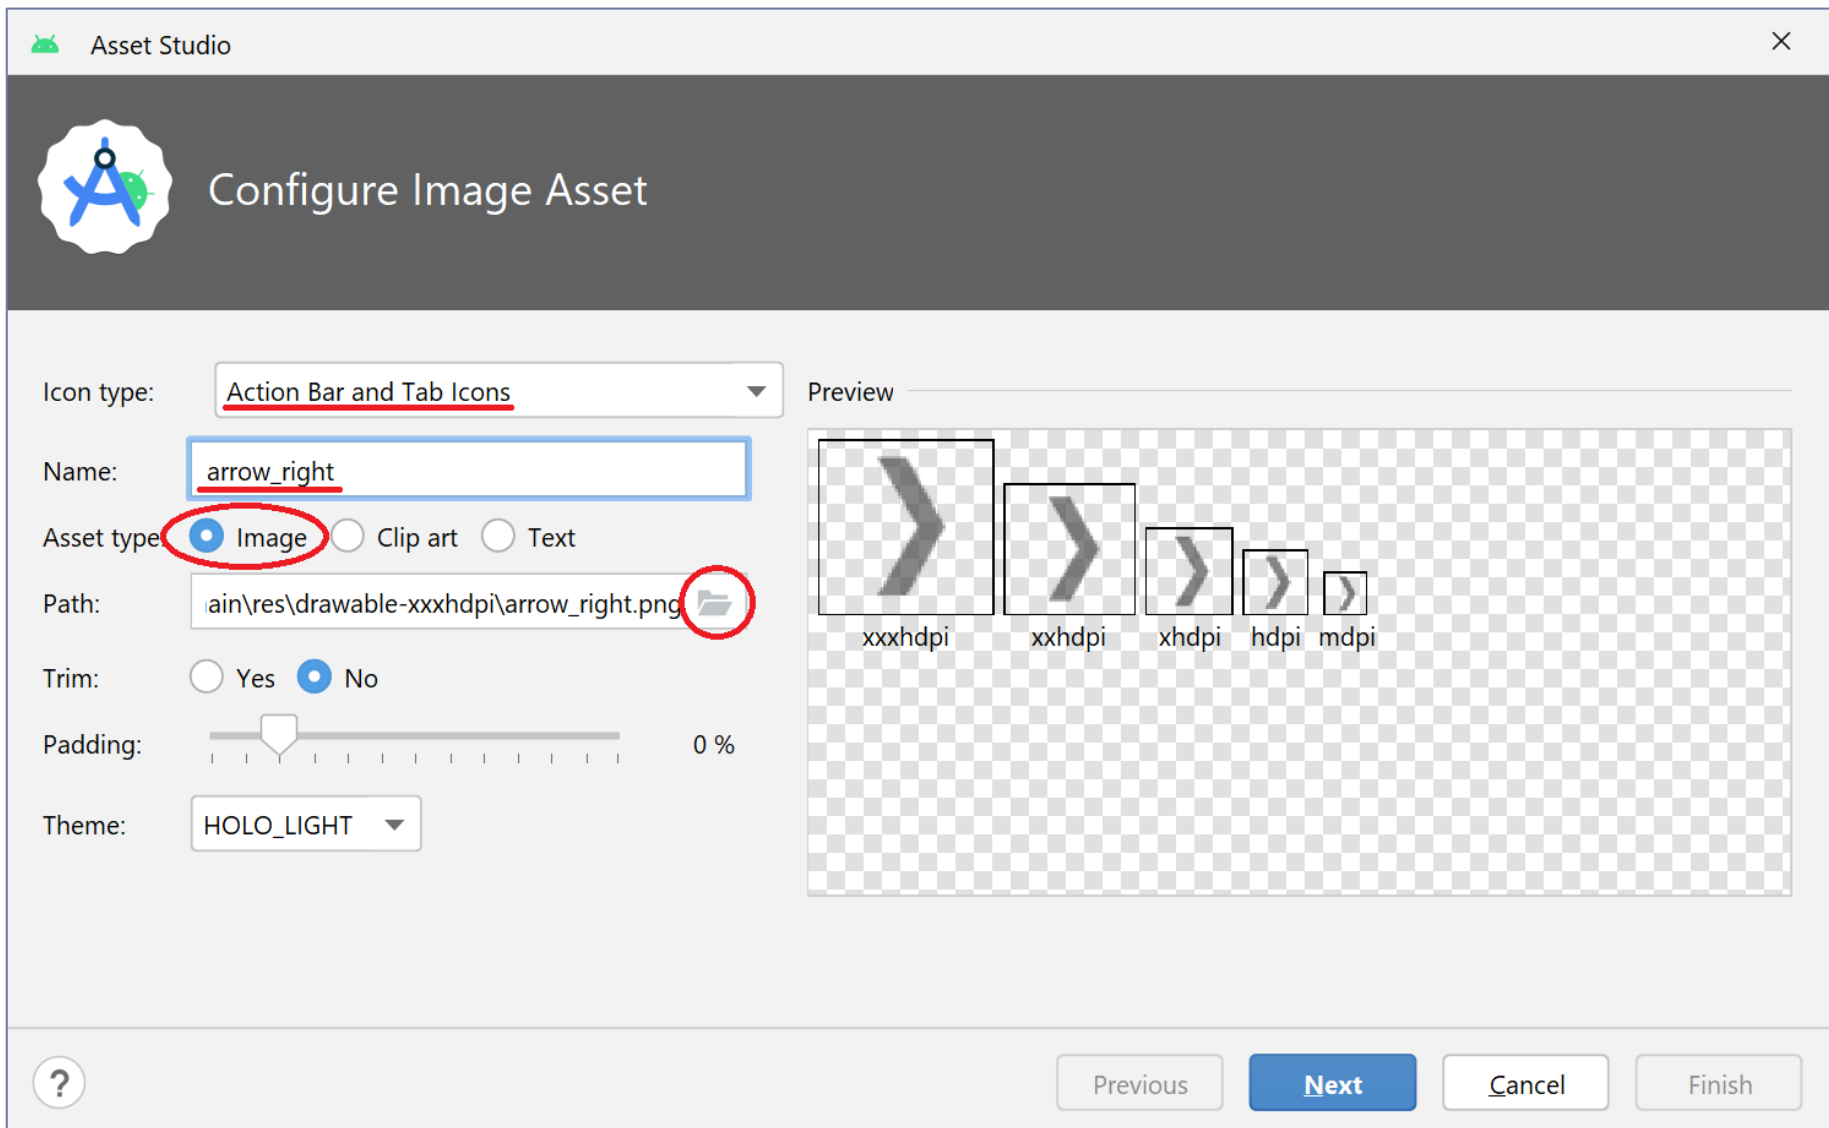 Asset Studio
Configure Image Asset
Icon type: Action Bar and Tab Icons
Name: arrow_right
Asset type: Image Clip art Text
Path: ain\res\drawable-xxxhdpi\arrow_right.png
Trim: Yes No
Padding: 0 %
Theme: HOLO_LIGHT
Preview
xxxhdpi xxhdpi xhdpi hdpi mdpi
? Previous Next Cancel Finish